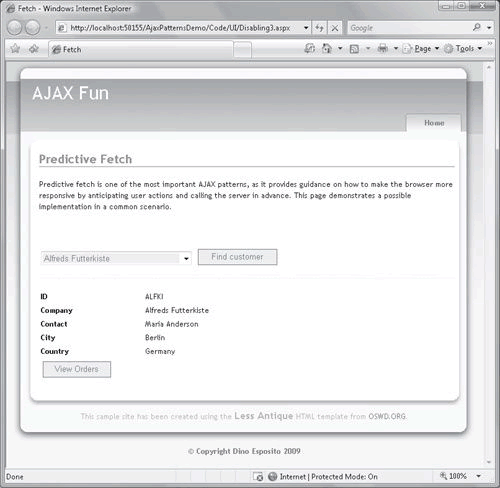 Fetch - Windows Internet Explorer
http://localhost:50155/AjaxPatternsDemo/Code/UI/Disabling3.aspx
Google
Fetch
Page
Tools
AJAX Fun
Home
Predictive Fetch
Predictive fetch is one of the most important AJAX patterns, as it provides guidance on how to make the browser more
responsive by anticipating user actions and calling the server in advance. This page demonstrates a possible
implementation in a common scenario.
Alfreds Futterkiste
Find customer
ID ALFKI
Company Alfreds Futterkiste
Contact Maria Anderson
City Berlin
Country Germany
View Orders
This sample site has been created using the Less Antique HTML template from OSWD.ORG.
© Copyright Dino Esposito 2009
Done
Internet | Protected Mode: On
100%